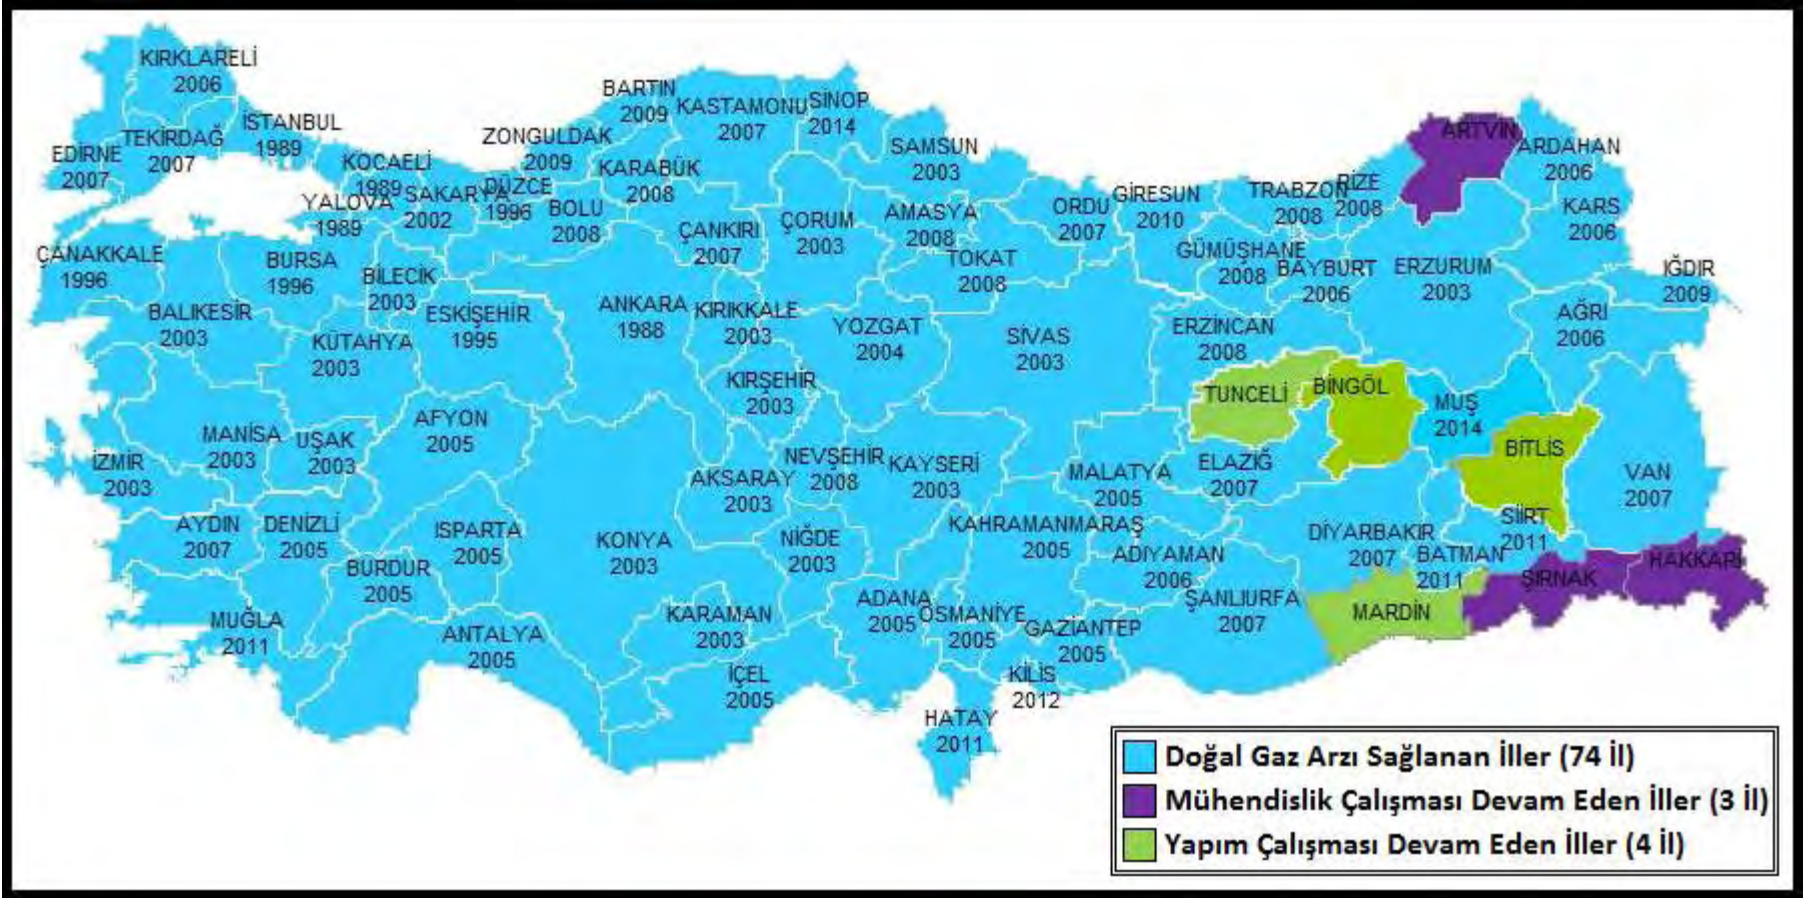 KIRKLARELİ
2006
TEKİRDAĞ
2007
EDİRNE
2007
İSTANBUL
1989
KOCAELİ
1989
YALOVA
1989
SAKARYA
2002
DÜZCE
1996
ZONGULDAK
2009
BARTIN
2009
KARABÜK
2008
BOLU
2008
KASTAMONU
2007
SİNOP
2014
SAMSUN
2003
ÇANKIRI
2007
ÇORUM
2003
AMASYA
2008
TOKAT
2008
ORDU
2007
GİRESUN
2010
TRABZON
2008
RİZE
2008
ARTVİN
ARDAHAN
2006
KARS
2006
GÜMÜŞHANE
2008
BAYBURT
2006
ERZURUM
2003
IĞDIR
2009
AĞRI
2006
ÇANAKKALE
1996
BURSA
1996
BİLECİK
2003
BALIKESİR
2003
KÜTAHYA
2003
ESKİŞEHİR
1995
ANKARA
1988
KIRIKKALE
2003
YOZGAT
2004
SİVAS
2003
ERZİNCAN
2008
KIRŞEHİR
2003
TUNCELİ
BİNGÖL
MUŞ
2014
BİTLİS
VAN
2007
MANİSA
2003
UŞAK
2003
AFYON
2005
İZMİR
2003
AKSARAY
2003
NEVŞEHİR
2008
KAYSERİ
2003
MALATYA
2005
ELAZIĞ
2007
AYDIN
2007
DENİZLİ
2005
ISPARTA
2005
BURDUR
2005
KONYA
2003
NİĞDE
2003
KAHRAMANMARAŞ
2005
ADIYAMAN
2006
DİYARBAKIR
2007
SİİRT
2011
BATMAN
2011
ŞIRNAK
HAKKARİ
MUĞLA
2011
ANTALYA
2005
KARAMAN
2003
ADANA
2005
OSMANİYE
2005
GAZİANTEP
2005
ŞANLIURFA
2007
MARDİN
İÇEL
2005
KİLİS
2012
HATAY
2011
Doğal Gaz Arzı Sağlanan İller (74 İl)
Mühendislik Çalışması Devam Eden İller (3 İl)
Yapım Çalışması Devam Eden İller (4 İl)